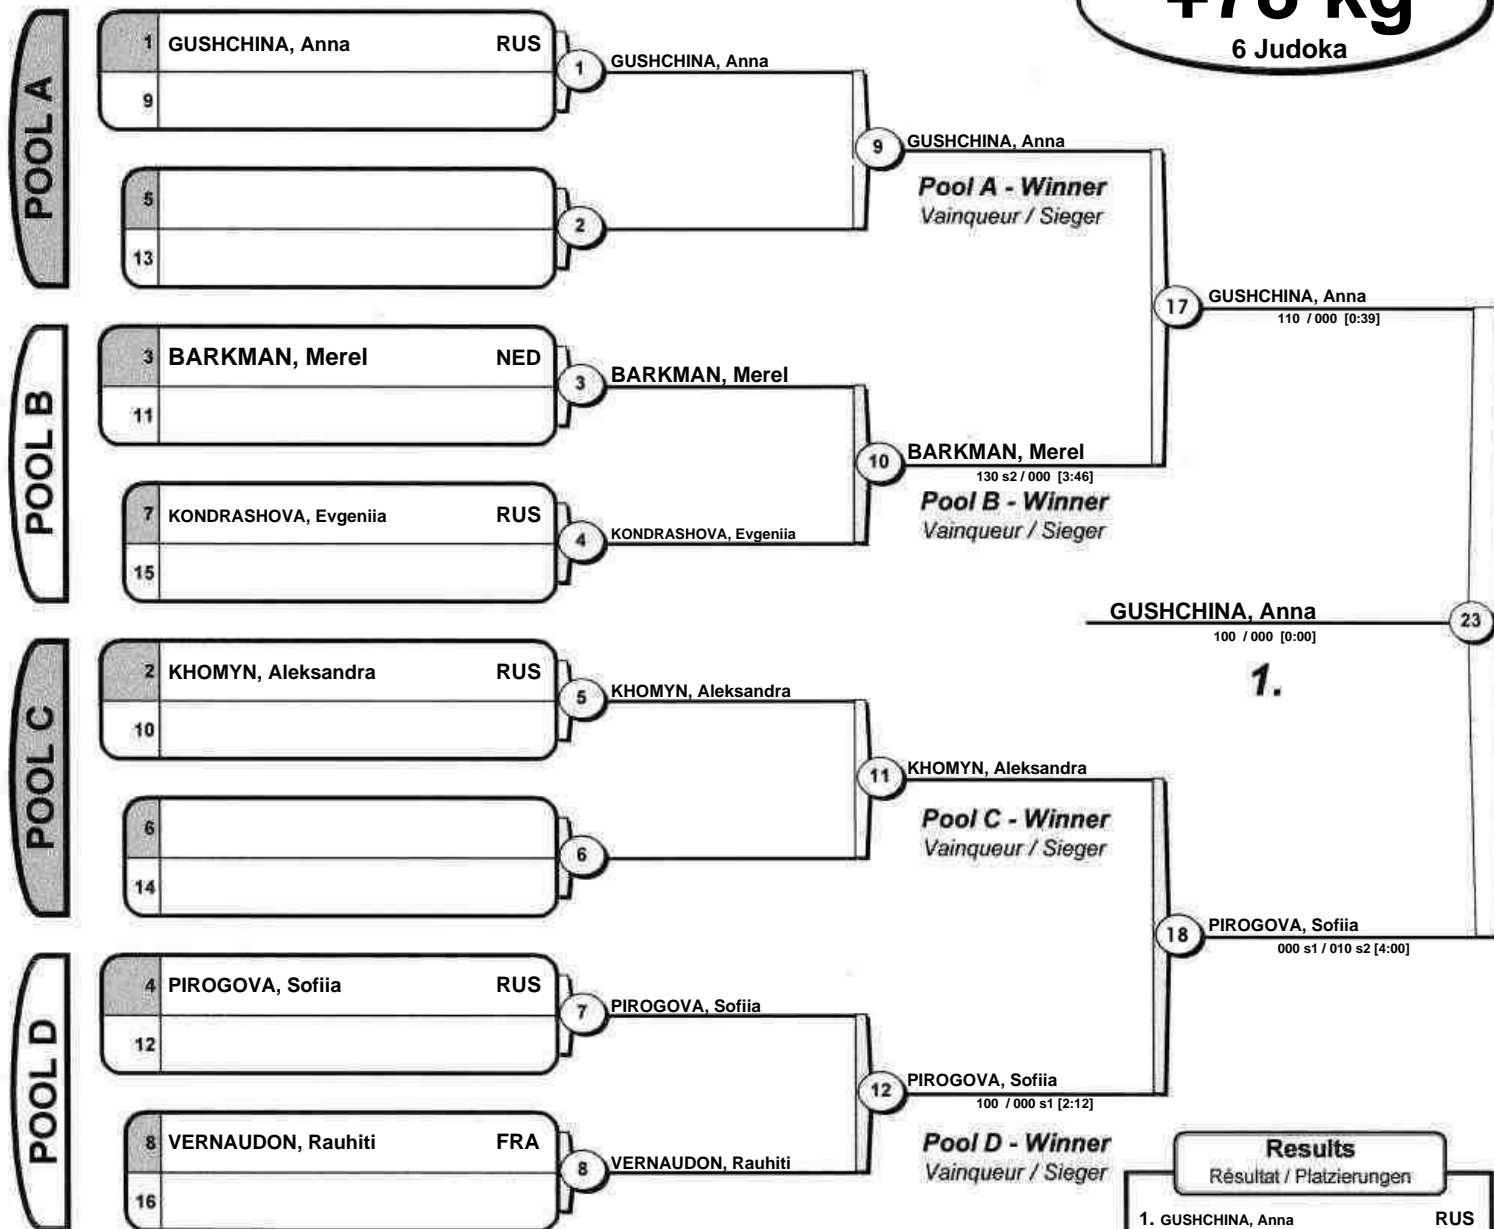 +78 kg
6 Judoka
POOL A
1 GUSHCHINA, Anna RUS
9
1 GUSHCHINA, Anna
5
13
2
9 GUSHCHINA, Anna
Pool A - Winner
Vainqueur / Sieger
POOL B
3 BARKMAN, Merel NED
11
3 BARKMAN, Merel
7 KONDRASHOVA, Evgeniia RUS
15
4 KONDRASHOVA, Evgeniia
10 BARKMAN, Merel
130 s2 / 000 [3:46]
Pool B - Winner
Vainqueur / Sieger
17 GUSHCHINA, Anna
110 / 000 [0:39]
GUSHCHINA, Anna 23
100 / 000 [0:00]
1.
POOL C
2 KHOMYN, Aleksandra RUS
10
5 KHOMYN, Aleksandra
6
14
6
11 KHOMYN, Aleksandra
Pool C - Winner
Vainqueur / Sieger
18 PIROGOVA, Sofiia
000 s1 / 010 s2 [4:00]
POOL D
4 PIROGOVA, Sofiia RUS
12
7 PIROGOVA, Sofiia
8 VERNAUDON, Rauhiti FRA
16
8 VERNAUDON, Rauhiti
12 PIROGOVA, Sofiia
100 / 000 s1 [2:12]
Pool D - Winner
Vainqueur / Sieger
Results
Résultat / Platzierungen
1. GUSHCHINA, Anna RUS